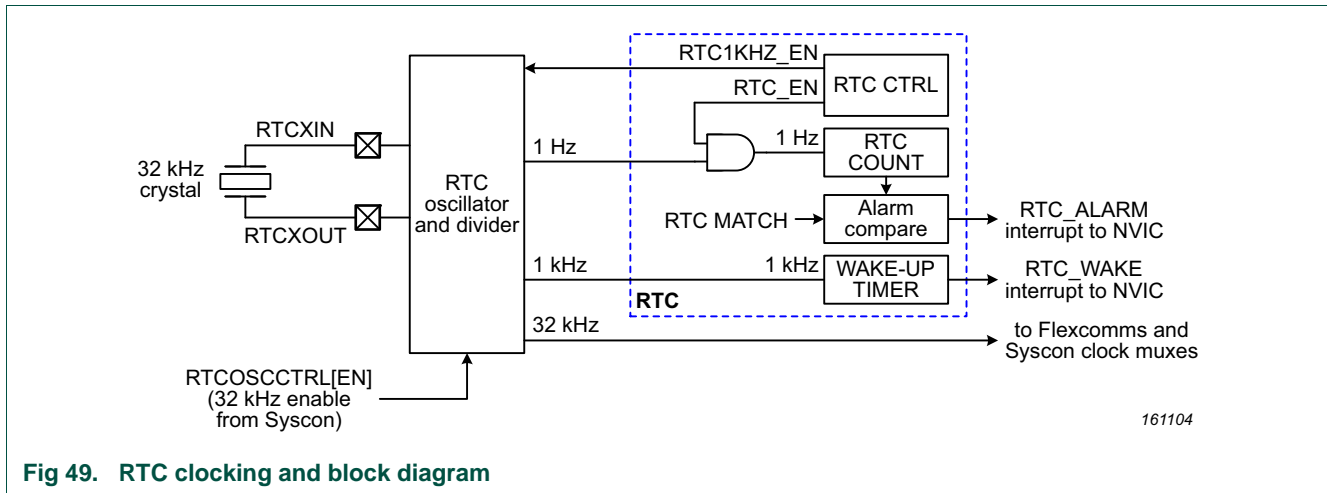 RTC1KHZ_EN
RTC_EN
RTC CTRL
RTCXIN
32 kHz
crystal
RTCXOUT
RTC
oscillator
and divider
1 Hz
1 Hz
RTC
COUNT
RTC MATCH
Alarm
compare
RTC_ALARM
interrupt to NVIC
1 kHz
1 kHz
WAKE-UP
TIMER
RTC_WAKE
interrupt to NVIC
RTC
32 kHz
to Flexcomms and
Syscon clock muxes
RTCOSCCTRL[EN]
(32 kHz enable
from Syscon)
161104
Fig 49. RTC clocking and block diagram